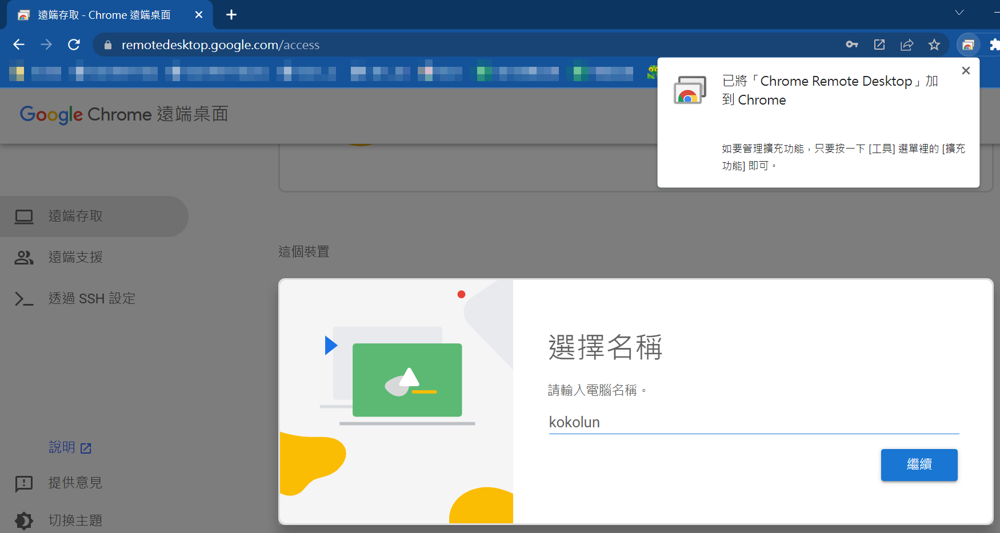 遠端存取 - Chrome 遠端桌面
remotedesktop.google.com/access
已將「Chrome Remote Desktop」加
到 Chrome
如要管理擴充功能，只要按一下 [工具] 選單裡的 [擴充
功能] 即可。
Google Chrome 遠端桌面
遠端存取
遠端支援
透過 SSH 設定
說明
提供意見
切換主題
這個裝置
選擇名稱
請輸入電腦名稱。
kokolun
繼續